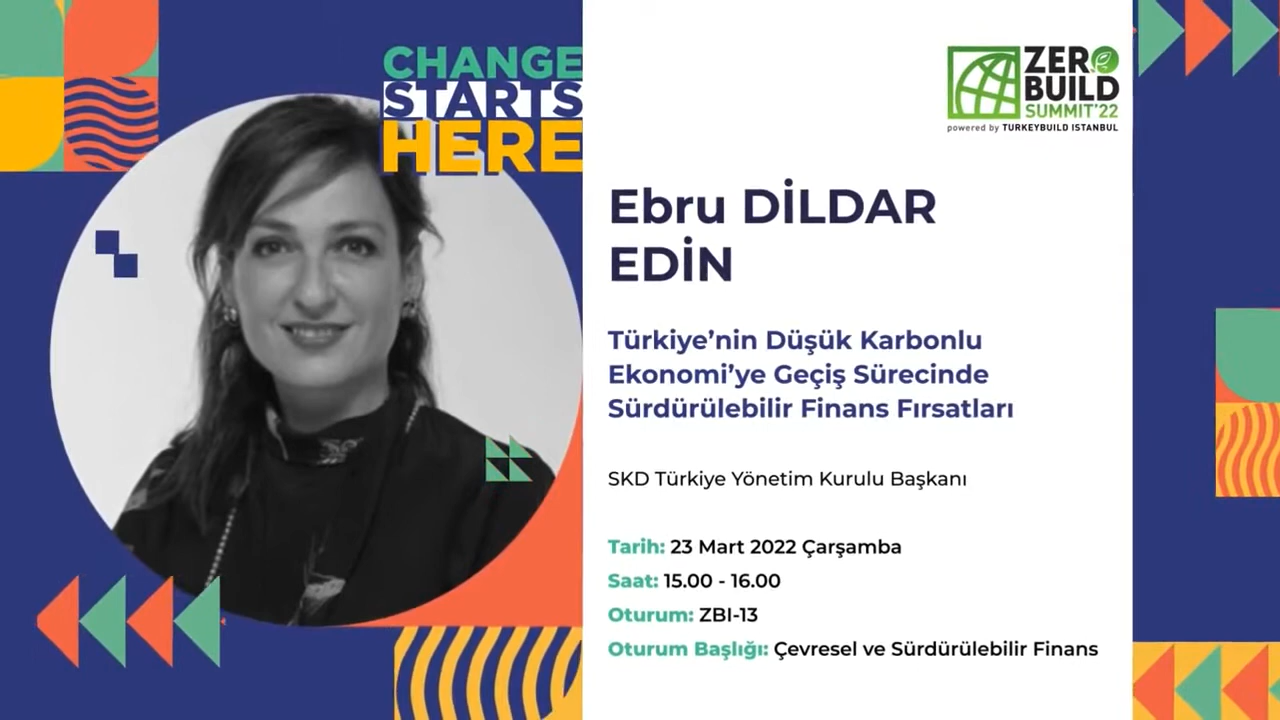 CHANGE
STARTS
HERE
ZERO
BUILD
SUMMIT'22
powered by TURKEYBUILD ISTANBUL
Ebru DİLDAR
EDİN
Türkiye’nin Düşük Karbonlu
Ekonomi’ye Geçiş Sürecinde
Sürdürülebilir Finans Fırsatları
SKD Türkiye Yönetim Kurulu Başkanı
Tarih: 23 Mart 2022 Çarşamba
Saat: 15.00 - 16.00
Oturum: ZBI-13
Oturum Başlığı: Çevresel ve Sürdürülebilir Finans